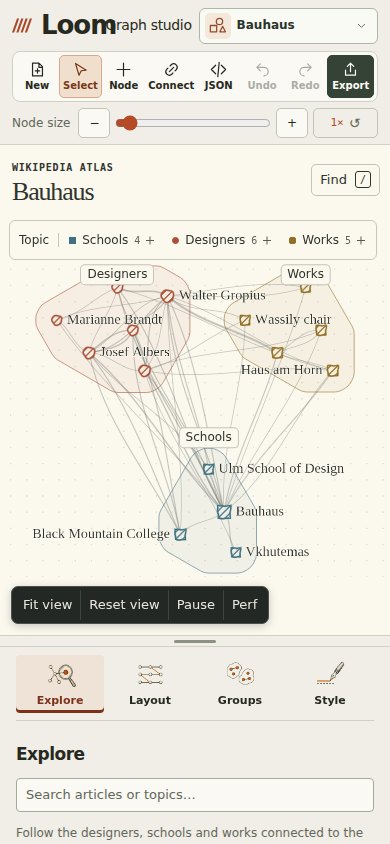 Loom
Graph studio
Bauhaus
New
Select
Node
Connect
JSON
Undo
Redo
Export
Node size
−
+
1× ↺
WIKIPEDIA ATLAS
Bauhaus
Find /
Topic
Schools 4 +
Designers 6 +
Works 5 +
Designers
Works
Walter Gropius
Marianne Brandt
Wassily chair
Josef Albers
Haus am Horn
Schools
Ulm School of Design
Bauhaus
Black Mountain College
Vkhutemas
Fit view
Reset view
Pause
Perf
Explore
Layout
Groups
Style
Explore
Search articles or topics…
Follow the designers, schools and works connected to the